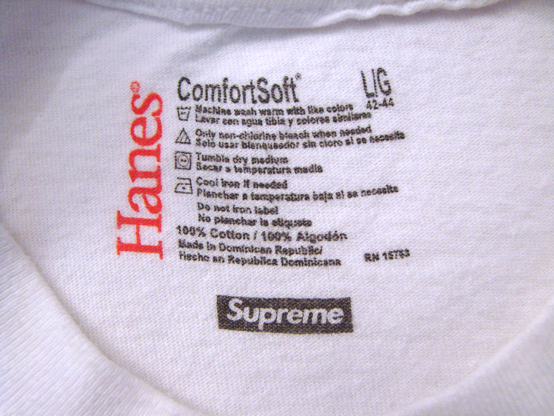 Hanes®
ComfortSoft® L/G
42-44
Machine wash warm with like colors
Lavar con agua tibia y colores similares
Only non-chlorine bleach when needed
Solo usar blanqueador sin cloro si se necesita
Tumble dry medium
Secar a temperatura media
Cool iron if needed
Planchar a temperatura baja si se necesita
Do not iron label
No planchar la etiqueta
100% Cotton / 100% Algodón
Made in Dominican Republic/
Hecho en Republica Dominicana RN 15763
Supreme